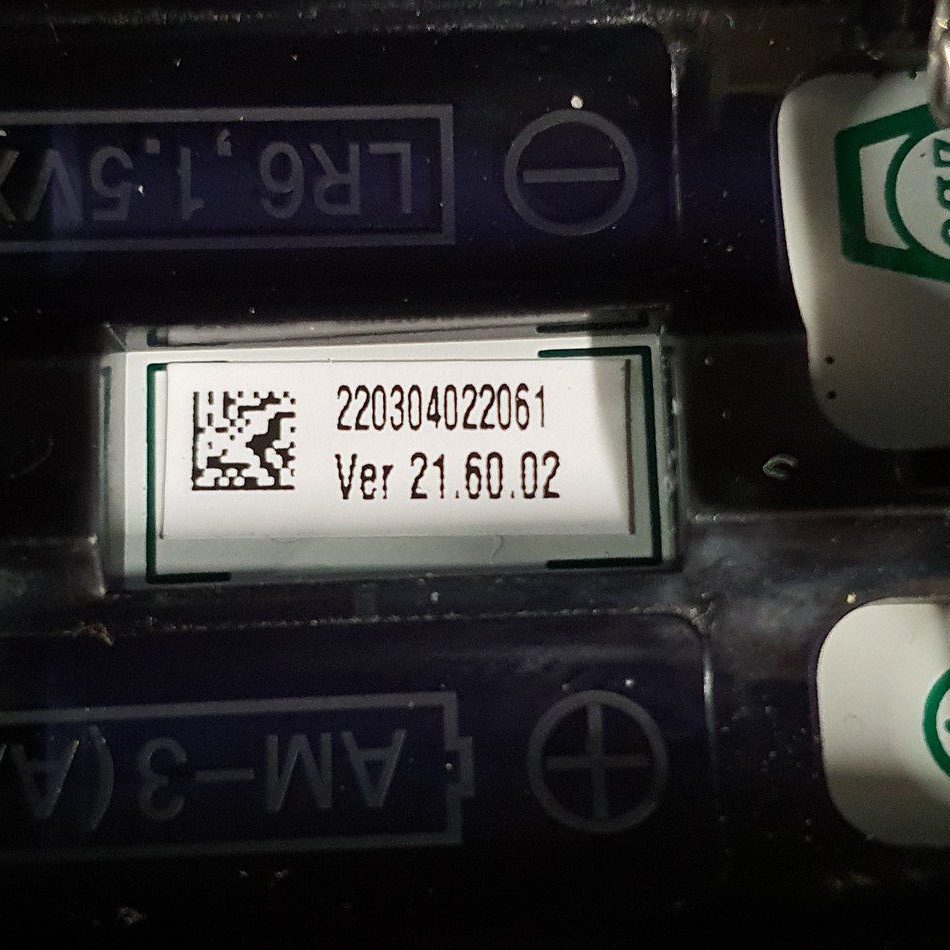 LR6, 1.5V
220304022061
Ver 21.60.02
AM-3(A